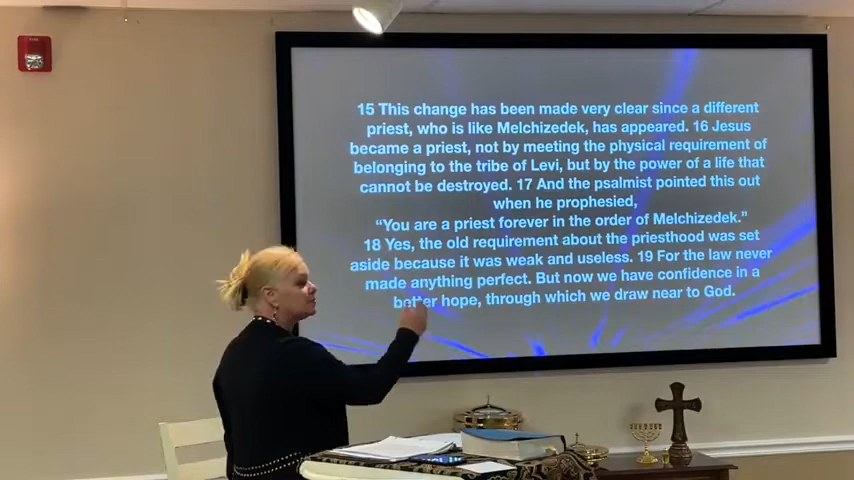 15 This change has been made very clear since a different
priest, who is like Melchizedek, has appeared. 16 Jesus
became a priest, not by meeting the physical requirement of
belonging to the tribe of Levi, but by the power of a life that
cannot be destroyed. 17 And the psalmist pointed this out
when he prophesied,
“You are a priest forever in the order of Melchizedek.”
18 Yes, the old requirement about the priesthood was set
aside because it was weak and useless. 19 For the law never
made anything perfect. But now we have confidence in a
better hope, through which we draw near to God.